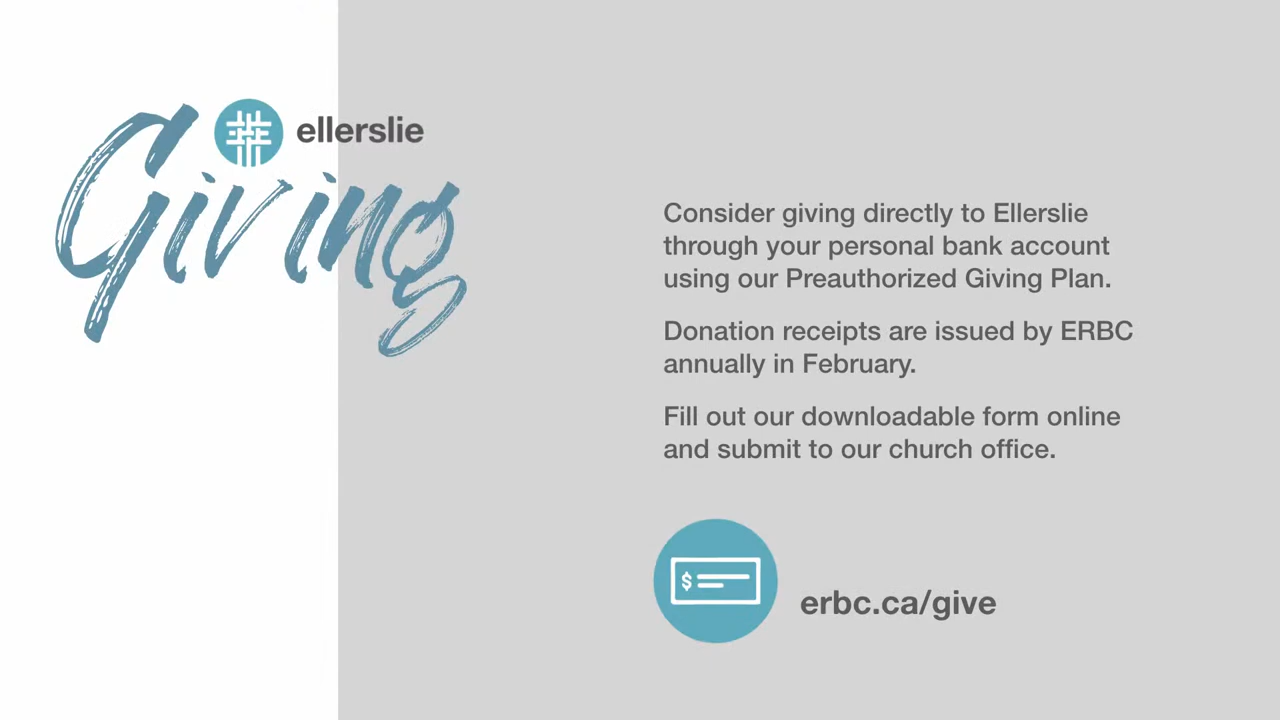 ellerslie
Giving
Consider giving directly to Ellerslie
through your personal bank account
using our Preauthorized Giving Plan.
Donation receipts are issued by ERBC
annually in February.
Fill out our downloadable form online
and submit to our church office.
$
erbc.ca/give